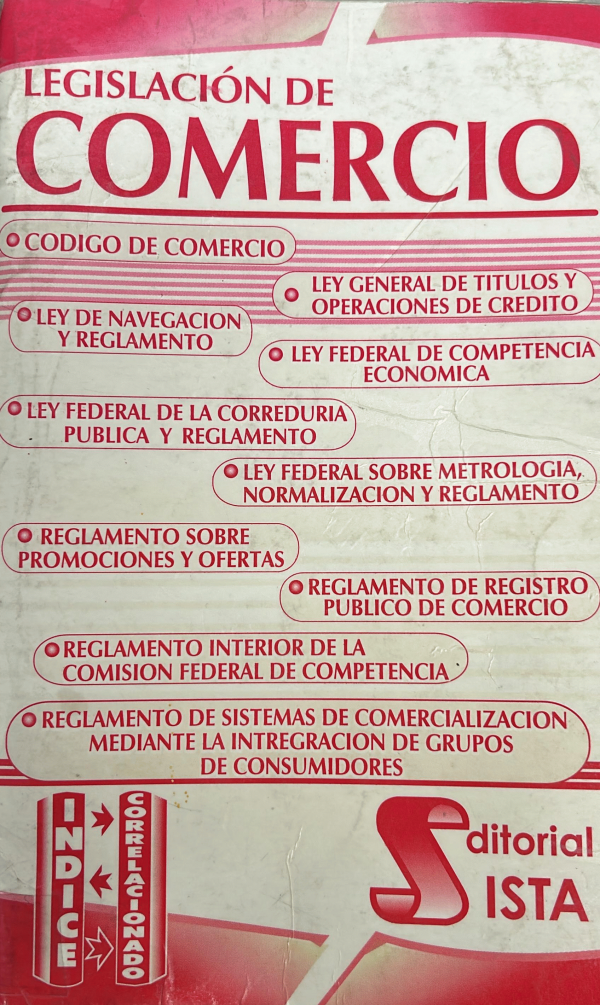 LEGISLACIÓN DE
COMERCIO
CODIGO DE COMERCIO
LEY GENERAL DE TITULOS Y
OPERACIONES DE CREDITO
LEY DE NAVEGACION
Y REGLAMENTO
LEY FEDERAL DE COMPETENCIA
ECONOMICA
LEY FEDERAL DE LA CORREDURIA
PUBLICA Y REGLAMENTO
LEY FEDERAL SOBRE METROLOGIA,
NORMALIZACION Y REGLAMENTO
REGLAMENTO SOBRE
PROMOCIONES Y OFERTAS
REGLAMENTO DE REGISTRO
PUBLICO DE COMERCIO
REGLAMENTO INTERIOR DE LA
COMISION FEDERAL DE COMPETENCIA
REGLAMENTO DE SISTEMAS DE COMERCIALIZACION
MEDIANTE LA INTREGRACION DE GRUPOS
DE CONSUMIDORES
INDICE
CORRELACIONADO
ditorial
ISTA